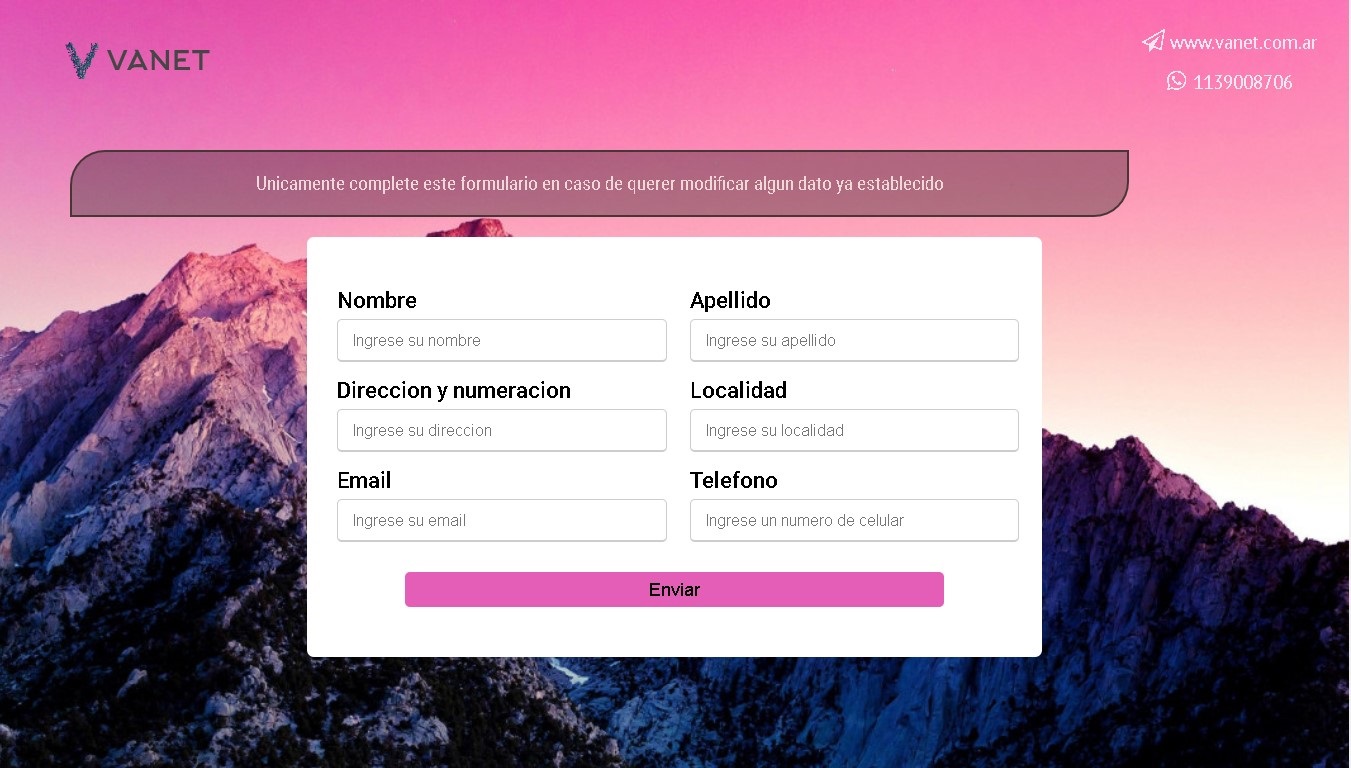 VANET
www.vanet.com.ar
1139008706
Unicamente complete este formulario en caso de querer modificar algun dato ya establecido
Nombre
Apellido
Ingrese su nombre
Ingrese su apellido
Direccion y numeracion
Localidad
Ingrese su direccion
Ingrese su localidad
Email
Telefono
Ingrese su email
Ingrese un numero de celular
Enviar